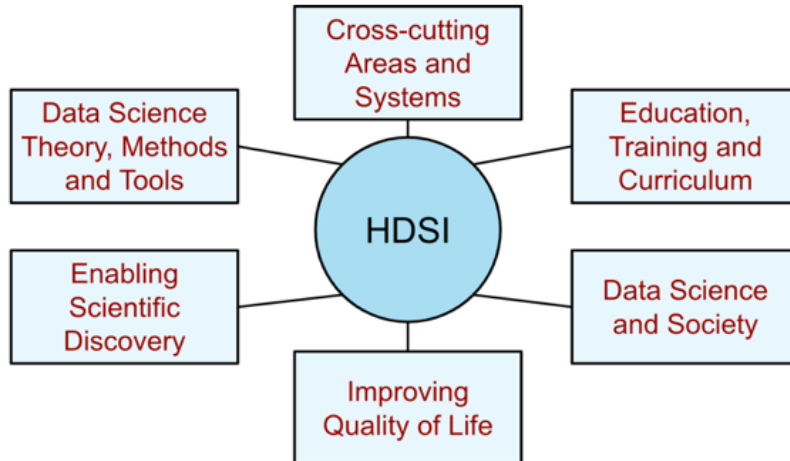 Cross-cutting
Areas and
Systems
Data Science
Theory, Methods
and Tools
Education,
Training and
Curriculum
HDSI
Enabling
Scientific
Discovery
Data Science
and Society
Improving
Quality of Life